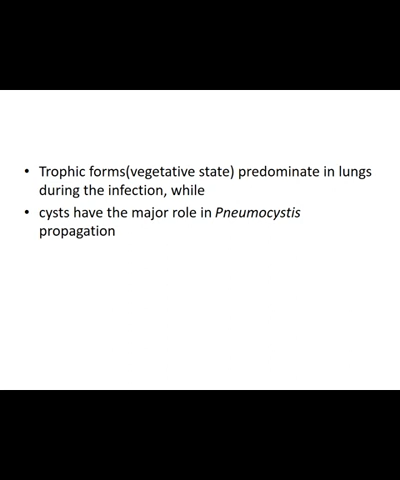 • Trophic forms(vegetative state) predominate in lungs
during the infection, while
• cysts have the major role in Pneumocystis
propagation